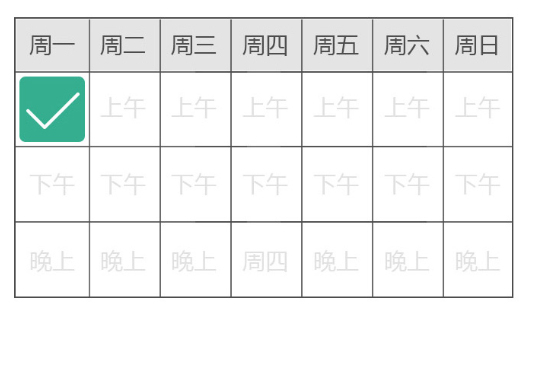 周一 周二 周三 周四 周五 周六 周日
上午 上午 上午 上午 上午 上午
下午 下午 下午 下午 下午 下午 下午
晚上 晚上 晚上 周四 晚上 晚上 晚上